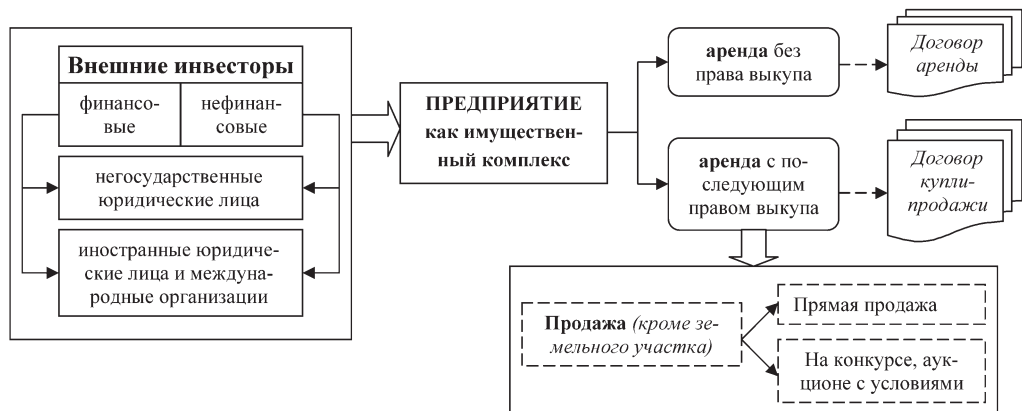 Внешние инвесторы
финансо-
вые
нефинан-
совые
негосударственные
юридические лица
иностранные юридиче-
ские лица и междуна-
родные организации
ПРЕДПРИЯТИЕ
как имуществен-
ный комплекс
аренда без
права выкупа
Договор
аренды
аренда с по-
следующим
правом выкупа
Договор
купли-
продажи
Продажа (кроме зе-
мельного участка)
Прямая продажа
На конкурсе, аук-
ционе с условиями